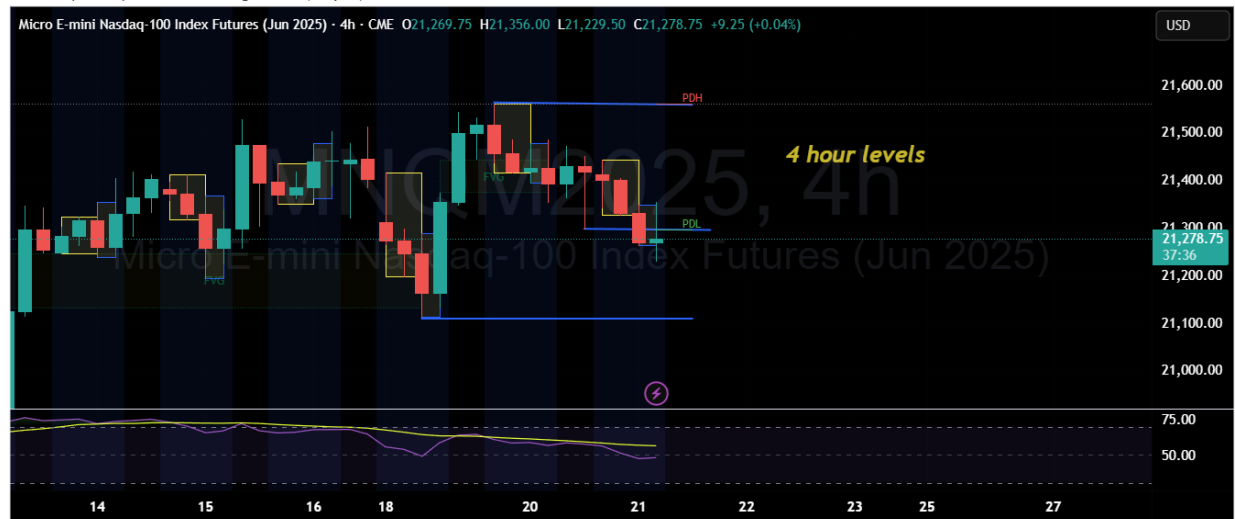 Micro E-mini Nasdaq-100 Index Futures (Jun 2025) · 4h · CME O21,269.75 H21,356.00 L21,229.50 C21,278.75 +9.25 (+0.04%)
USD
21,600.00
PDH
21,500.00
4 hour levels
MNQM2025, 4h
FVG
21,400.00
PDL
21,300.00
21,278.75
37:36
Micro E-mini Nasdaq-100 Index Futures (Jun 2025)
FVG
21,200.00
21,100.00
21,000.00
75.00
50.00
14 15 16 18 20 21 22 23 25 27